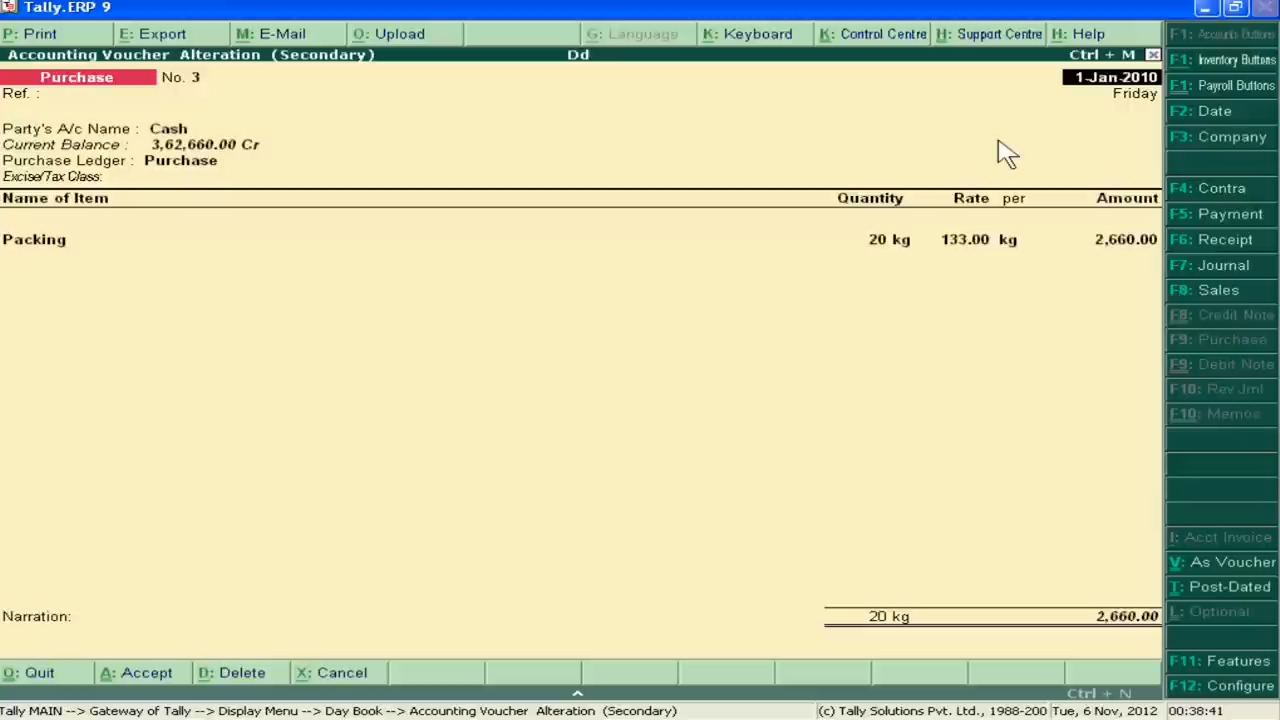 Tally.ERP 9
P: Print E: Export M: E-Mail O: Upload G: Language K: Keyboard K: Control Centre H: Support Centre H: Help
Accounting Voucher Alteration (Secondary) Dd Ctrl + M
Purchase No. 3 1-Jan-2010
Ref. : Friday
Party's A/c Name : Cash
Current Balance : 3,62,660.00 Cr
Purchase Ledger : Purchase
Excise/Tax Class:
Name of Item Quantity Rate per Amount
Packing 20 kg 133.00 kg 2,660.00
Narration: 20 kg 2,660.00
Q: Quit A: Accept D: Delete X: Cancel
Ctrl + N
Tally MAIN --> Gateway of Tally --> Display Menu --> Day Book --> Accounting Voucher Alteration (Secondary) (c) Tally Solutions Pvt. Ltd., 1988-200 Tue, 6 Nov, 2012 00:38:41
F1: Accounts Buttons
F1: Inventory Buttons
F1: Payroll Buttons
F2: Date
F3: Company
F4: Contra
F5: Payment
F6: Receipt
F7: Journal
F8: Sales
F8: Credit Note
F9: Purchase
F9: Debit Note
F10: Rev Jrnl
F10: Memos
I: Acct Invoice
V: As Voucher
T: Post-Dated
L: Optional
F11: Features
F12: Configure